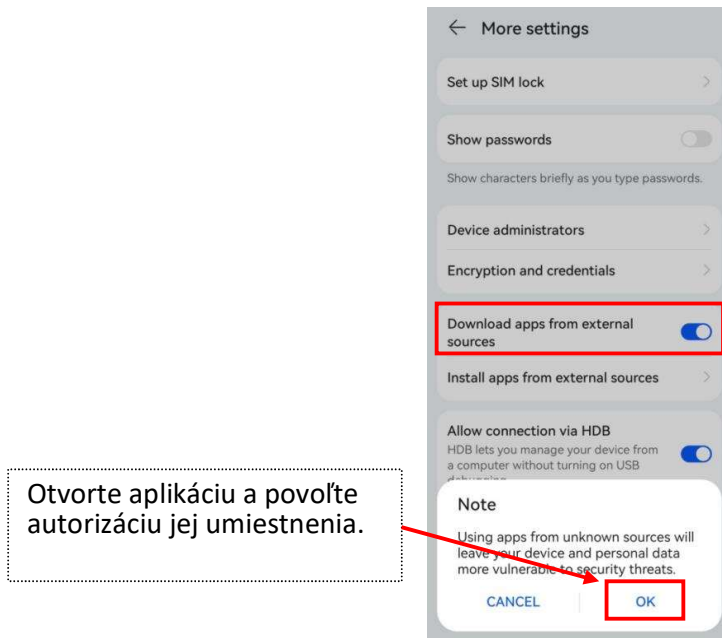 More settings
Set up SIM lock
Show passwords
Show characters briefly as you type passwords.
Device administrators
Encryption and credentials
Download apps from external
sources
Install apps from external sources
Allow connection via HDB
HDB lets you manage your device from
a computer without turning on USB
debugging
Otvorte aplikáciu a povoľte
autorizáciu jej umiestnenia.
Note
Using apps from unknown sources will
leave your device and personal data
more vulnerable to security threats.
CANCEL
OK